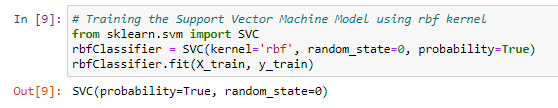 In [9]: # Training the Support Vector Machine Model using rbf kernel
from sklearn.svm import SVC
rbfClassifier = SVC(kernel='rbf', random_state=0, probability=True)
rbfClassifier.fit(X_train, y_train)
Out[9]: SVC(probability=True, random_state=0)